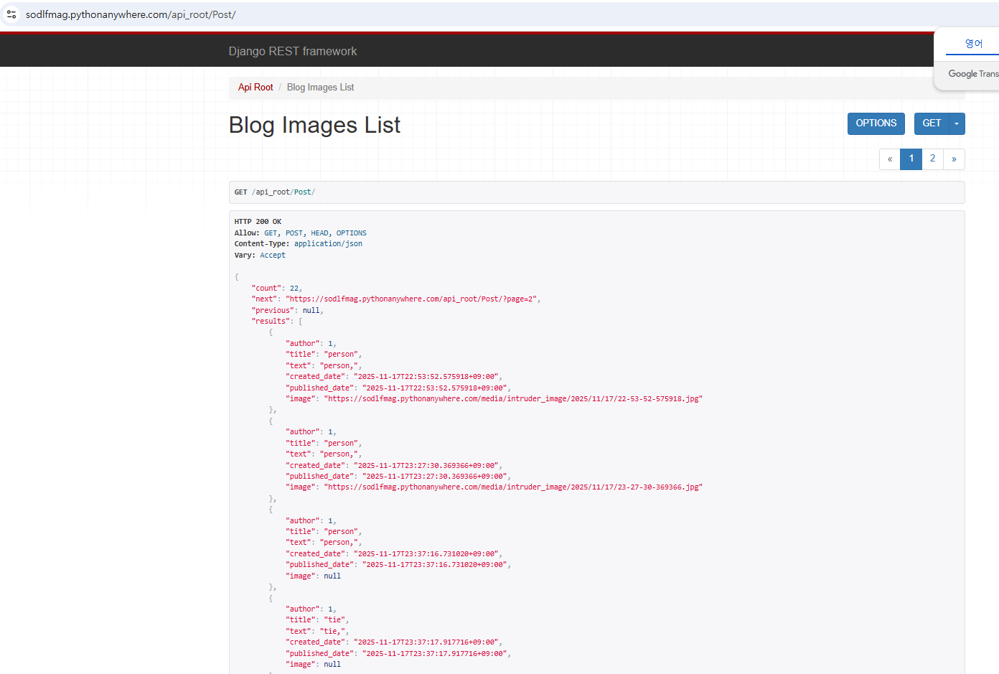 sodlfmag.pythonanywhere.com/api_root/Post/
영어
Google Trans
Django REST framework
Api Root / Blog Images List
Blog Images List
OPTIONS GET
« 1 2 »
GET /api_root/Post/
HTTP 200 OK
Allow: GET, POST, HEAD, OPTIONS
Content-Type: application/json
Vary: Accept
{
    "count": 22,
    "next": "https://sodlfmag.pythonanywhere.com/api_root/Post/?page=2",
    "previous": null,
    "results": [
        {
            "author": 1,
            "title": "person",
            "text": "person,",
            "created_date": "2025-11-17T22:53:52.575918+09:00",
            "published_date": "2025-11-17T22:53:52.575918+09:00",
            "image": "https://sodlfmag.pythonanywhere.com/media/intruder_image/2025/11/17/22-53-52-575918.jpg"
        },
        {
            "author": 1,
            "title": "person",
            "text": "person,",
            "created_date": "2025-11-17T23:27:30.369366+09:00",
            "published_date": "2025-11-17T23:27:30.369366+09:00",
            "image": "https://sodlfmag.pythonanywhere.com/media/intruder_image/2025/11/17/23-27-30-369366.jpg"
        },
        {
            "author": 1,
            "title": "person",
            "text": "person,",
            "created_date": "2025-11-17T23:37:16.731020+09:00",
            "published_date": "2025-11-17T23:37:16.731020+09:00",
            "image": null
        },
        {
            "author": 1,
            "title": "tie",
            "text": "tie,",
            "created_date": "2025-11-17T23:37:17.917716+09:00",
            "published_date": "2025-11-17T23:37:17.917716+09:00",
            "image": null